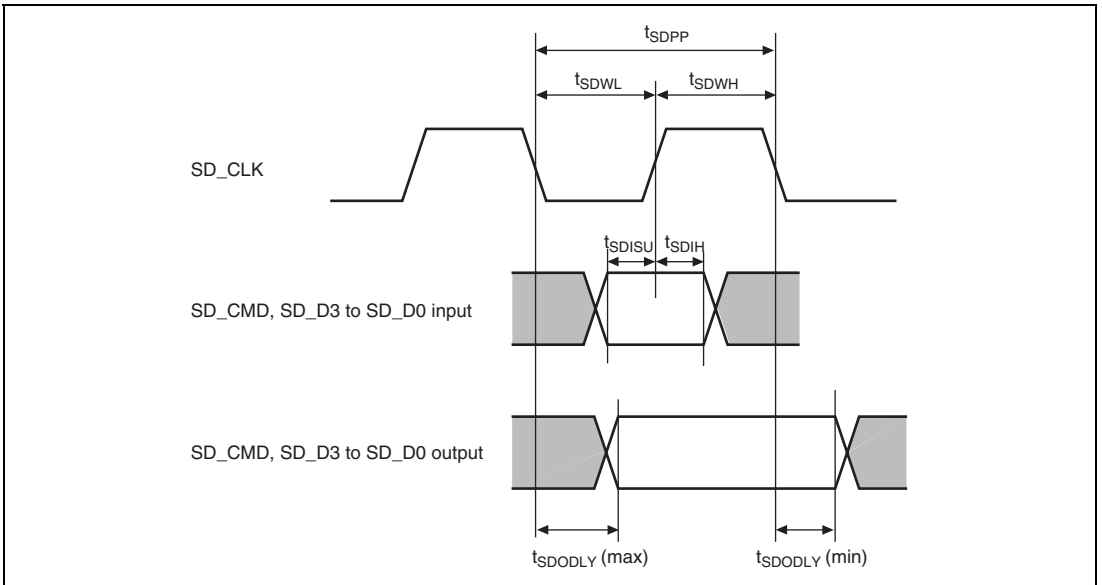 tSDPP
tSDWL tSDWH
SD_CLK
tSDISU tSDIH
SD_CMD, SD_D3 to SD_D0 input
SD_CMD, SD_D3 to SD_D0 output
tSDODLY (max) tSDODLY (min)